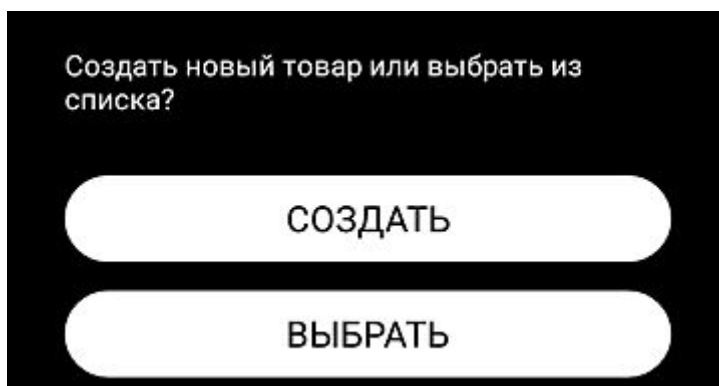 Создать новый товар или выбрать из
списка?
СОЗДАТЬ
ВЫБРАТЬ